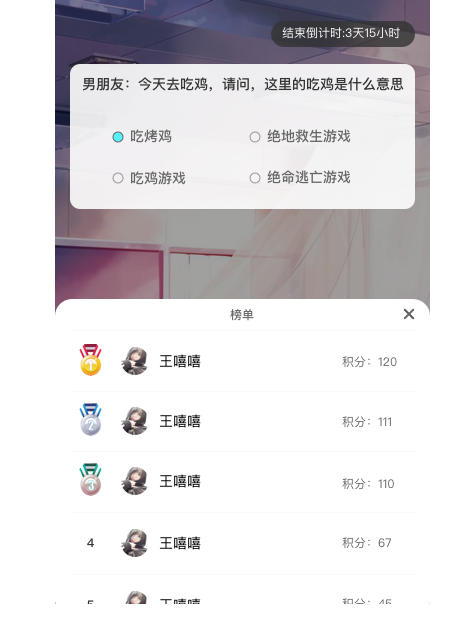 结束倒计时:3天15小时
男朋友：今天去吃鸡，请问，这里的吃鸡是什么意思
吃烤鸡 绝地救生游戏
吃鸡游戏 绝命逃亡游戏
榜单
1 王嘻嘻 积分：120
2 王嘻嘻 积分：111
3 王嘻嘻 积分：110
4 王嘻嘻 积分：67
5 王嘻嘻 积分：45